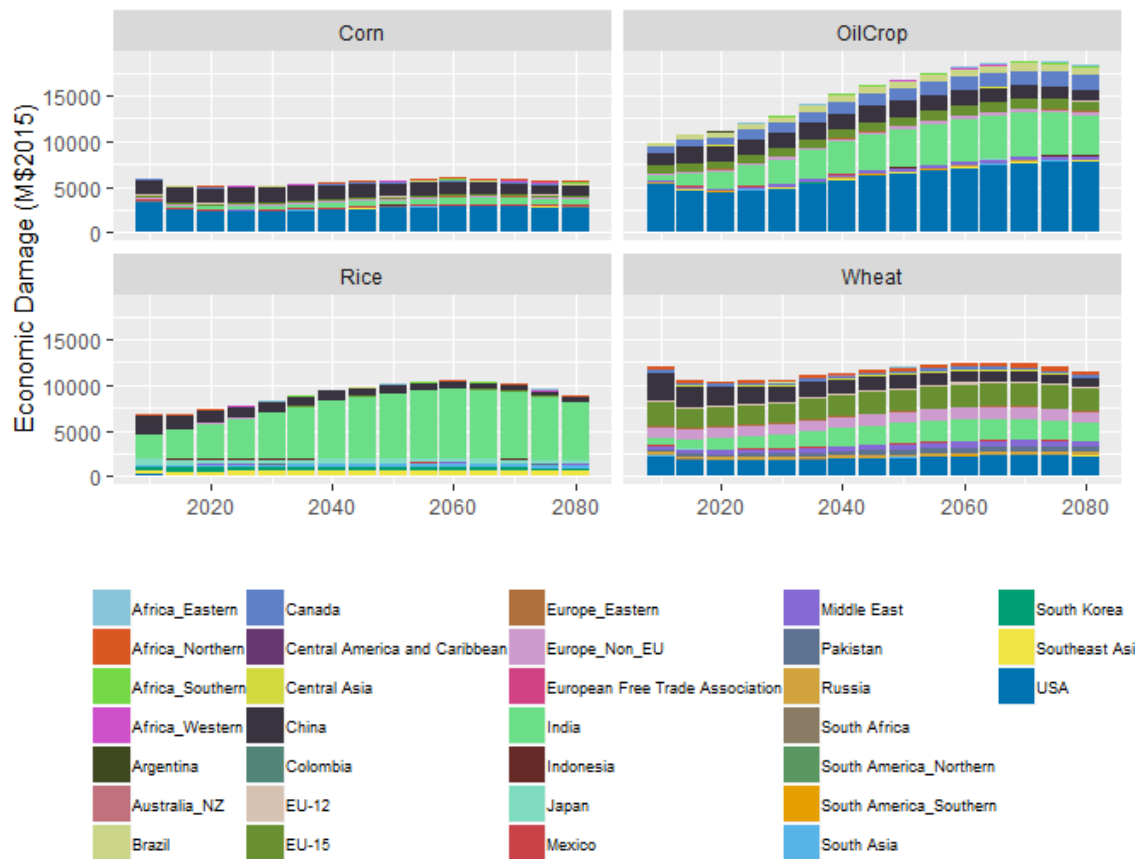 Corn
OilCrop
Economic Damage (M$2015)
15000
10000
5000
0
Rice
Wheat
15000
10000
5000
0
2020 2040 2060 2080
2020 2040 2060 2080
Africa_Eastern Canada Europe_Eastern Middle East South Korea
Africa_Northern Central America and Caribbean Europe_Non_EU Pakistan Southeast Asi
Africa_Southern Central Asia European Free Trade Association Russia USA
Africa_Western China India South Africa
Argentina Colombia Indonesia South America_Northern
Australia_NZ EU-12 Japan South America_Southern
Brazil EU-15 Mexico South Asia